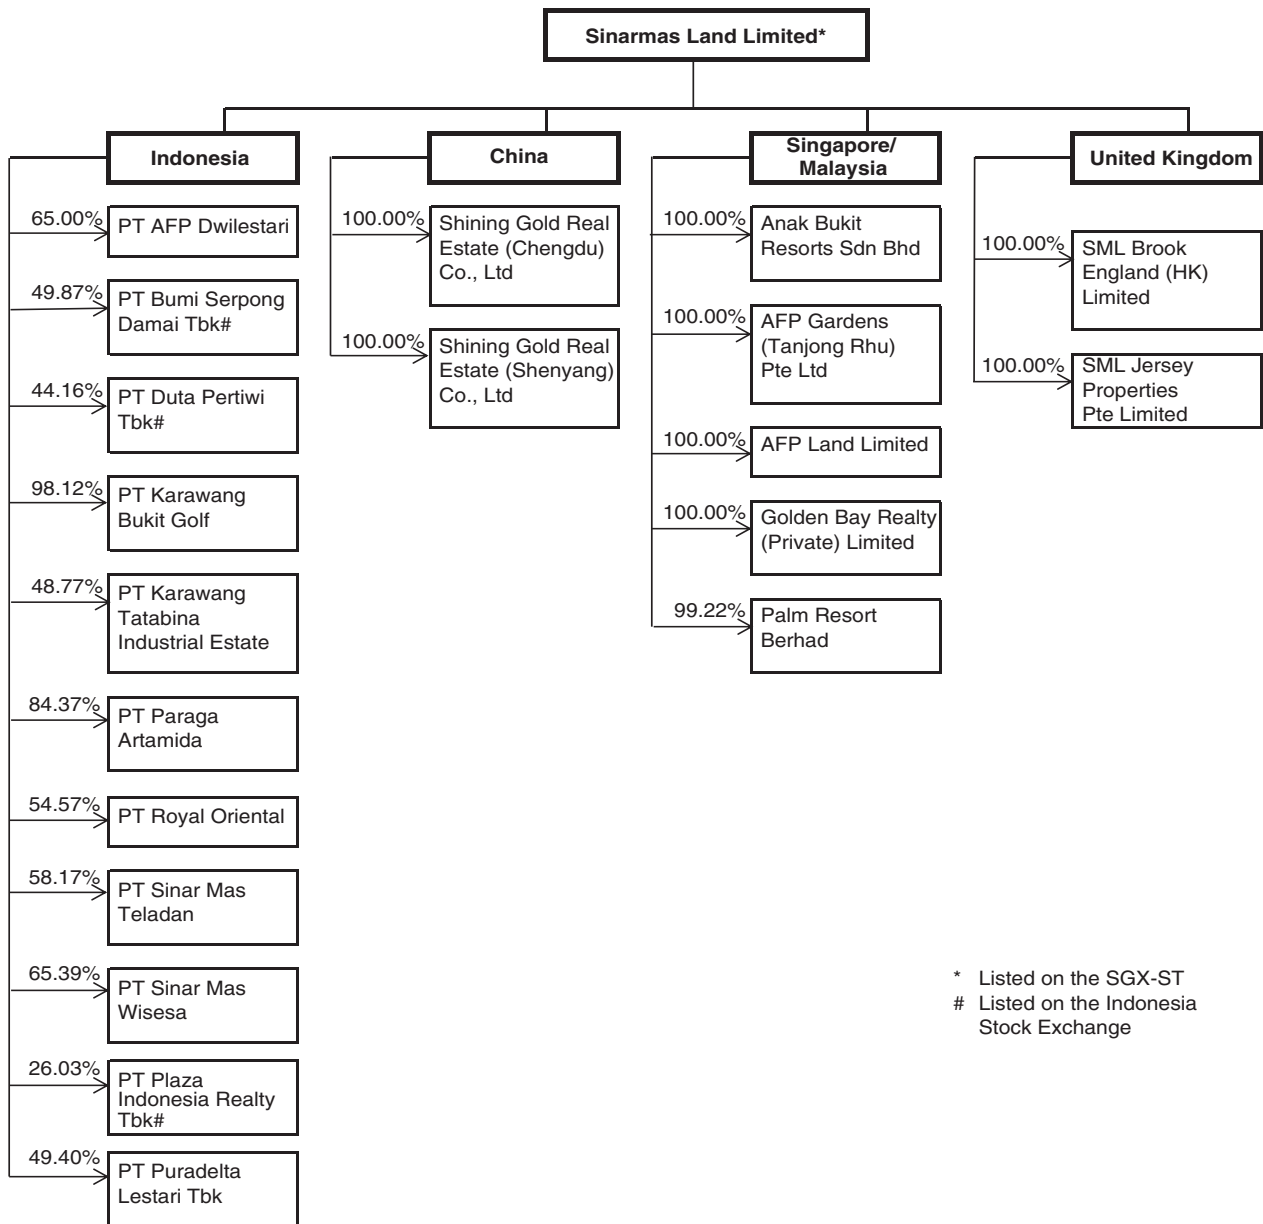 Sinarmas Land Limited*
Indonesia
65.00%
PT AFP Dwilestari
49.87%
PT Bumi Serpong
Damai Tbk#
44.16%
PT Duta Pertiwi
Tbk#
98.12%
PT Karawang
Bukit Golf
48.77%
PT Karawang
Tatabina
Industrial Estate
84.37%
PT Paraga
Artamida
54.57%
PT Royal Oriental
58.17%
PT Sinar Mas
Teladan
65.39%
PT Sinar Mas
Wisesa
26.03%
PT Plaza
Indonesia Realty
Tbk#
49.40%
PT Puradelta
Lestari Tbk
China
100.00%
Shining Gold Real
Estate (Chengdu)
Co., Ltd
100.00%
Shining Gold Real
Estate (Shenyang)
Co., Ltd
Singapore/
Malaysia
100.00%
Anak Bukit
Resorts Sdn Bhd
100.00%
AFP Gardens
(Tanjong Rhu)
Pte Ltd
100.00%
AFP Land Limited
100.00%
Golden Bay Realty
(Private) Limited
99.22%
Palm Resort
Berhad
United Kingdom
100.00%
SML Brook
England (HK)
Limited
100.00%
SML Jersey
Properties
Pte Limited
* Listed on the SGX-ST
# Listed on the Indonesia
Stock Exchange